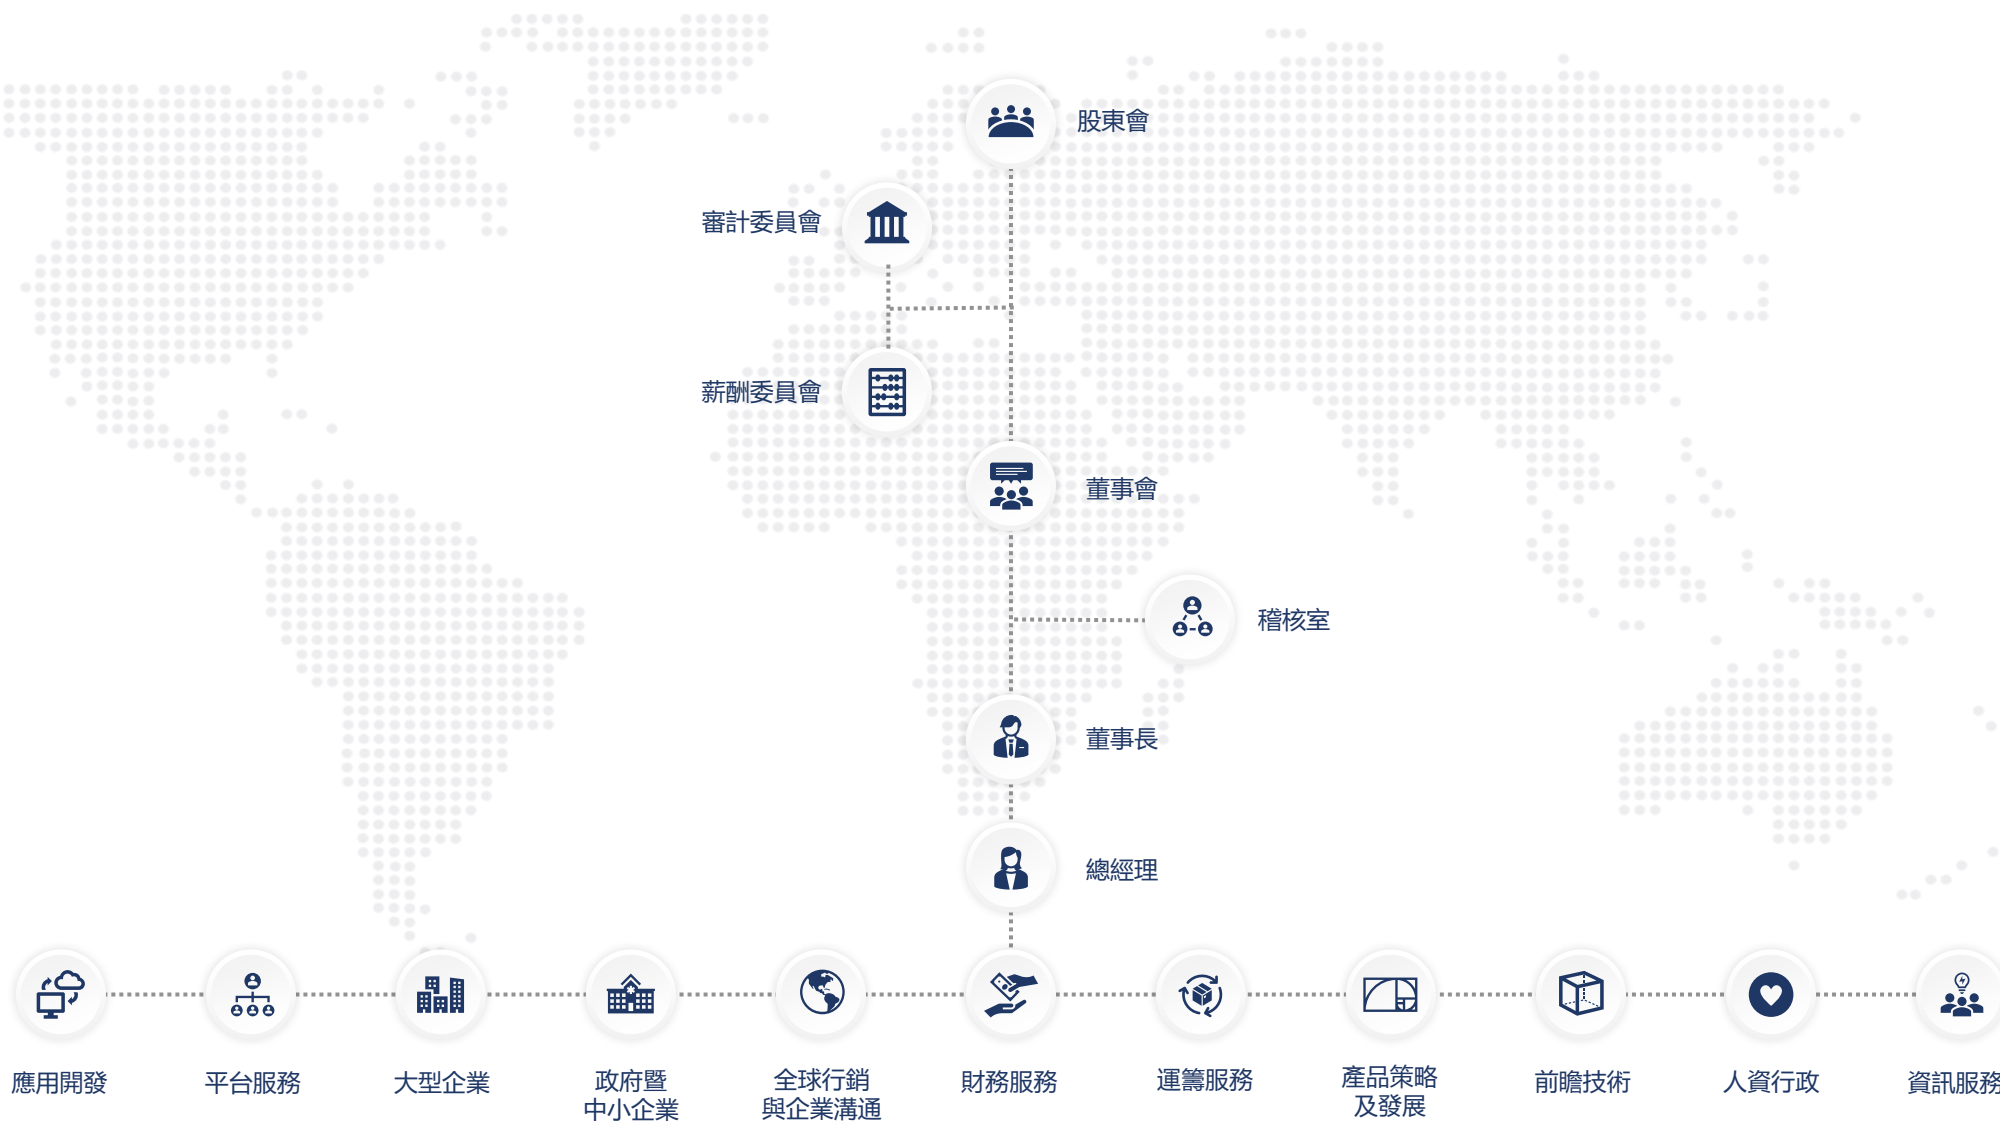 股東會
審計委員會
薪酬委員會
董事會
稽核室
董事長
總經理
應用開發
平台服務
大型企業
政府暨
中小企業
全球行銷
與企業溝通
財務服務
運籌服務
產品策略
及發展
前瞻技術
人資行政
資訊服務